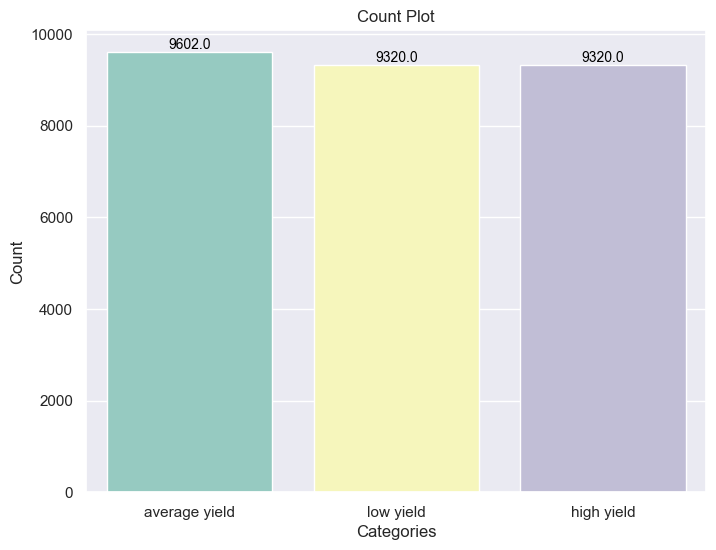 Count Plot
10000
8000
6000
4000
2000
0
Count
9602.0
9320.0
9320.0
average yield
low yield
high yield
Categories